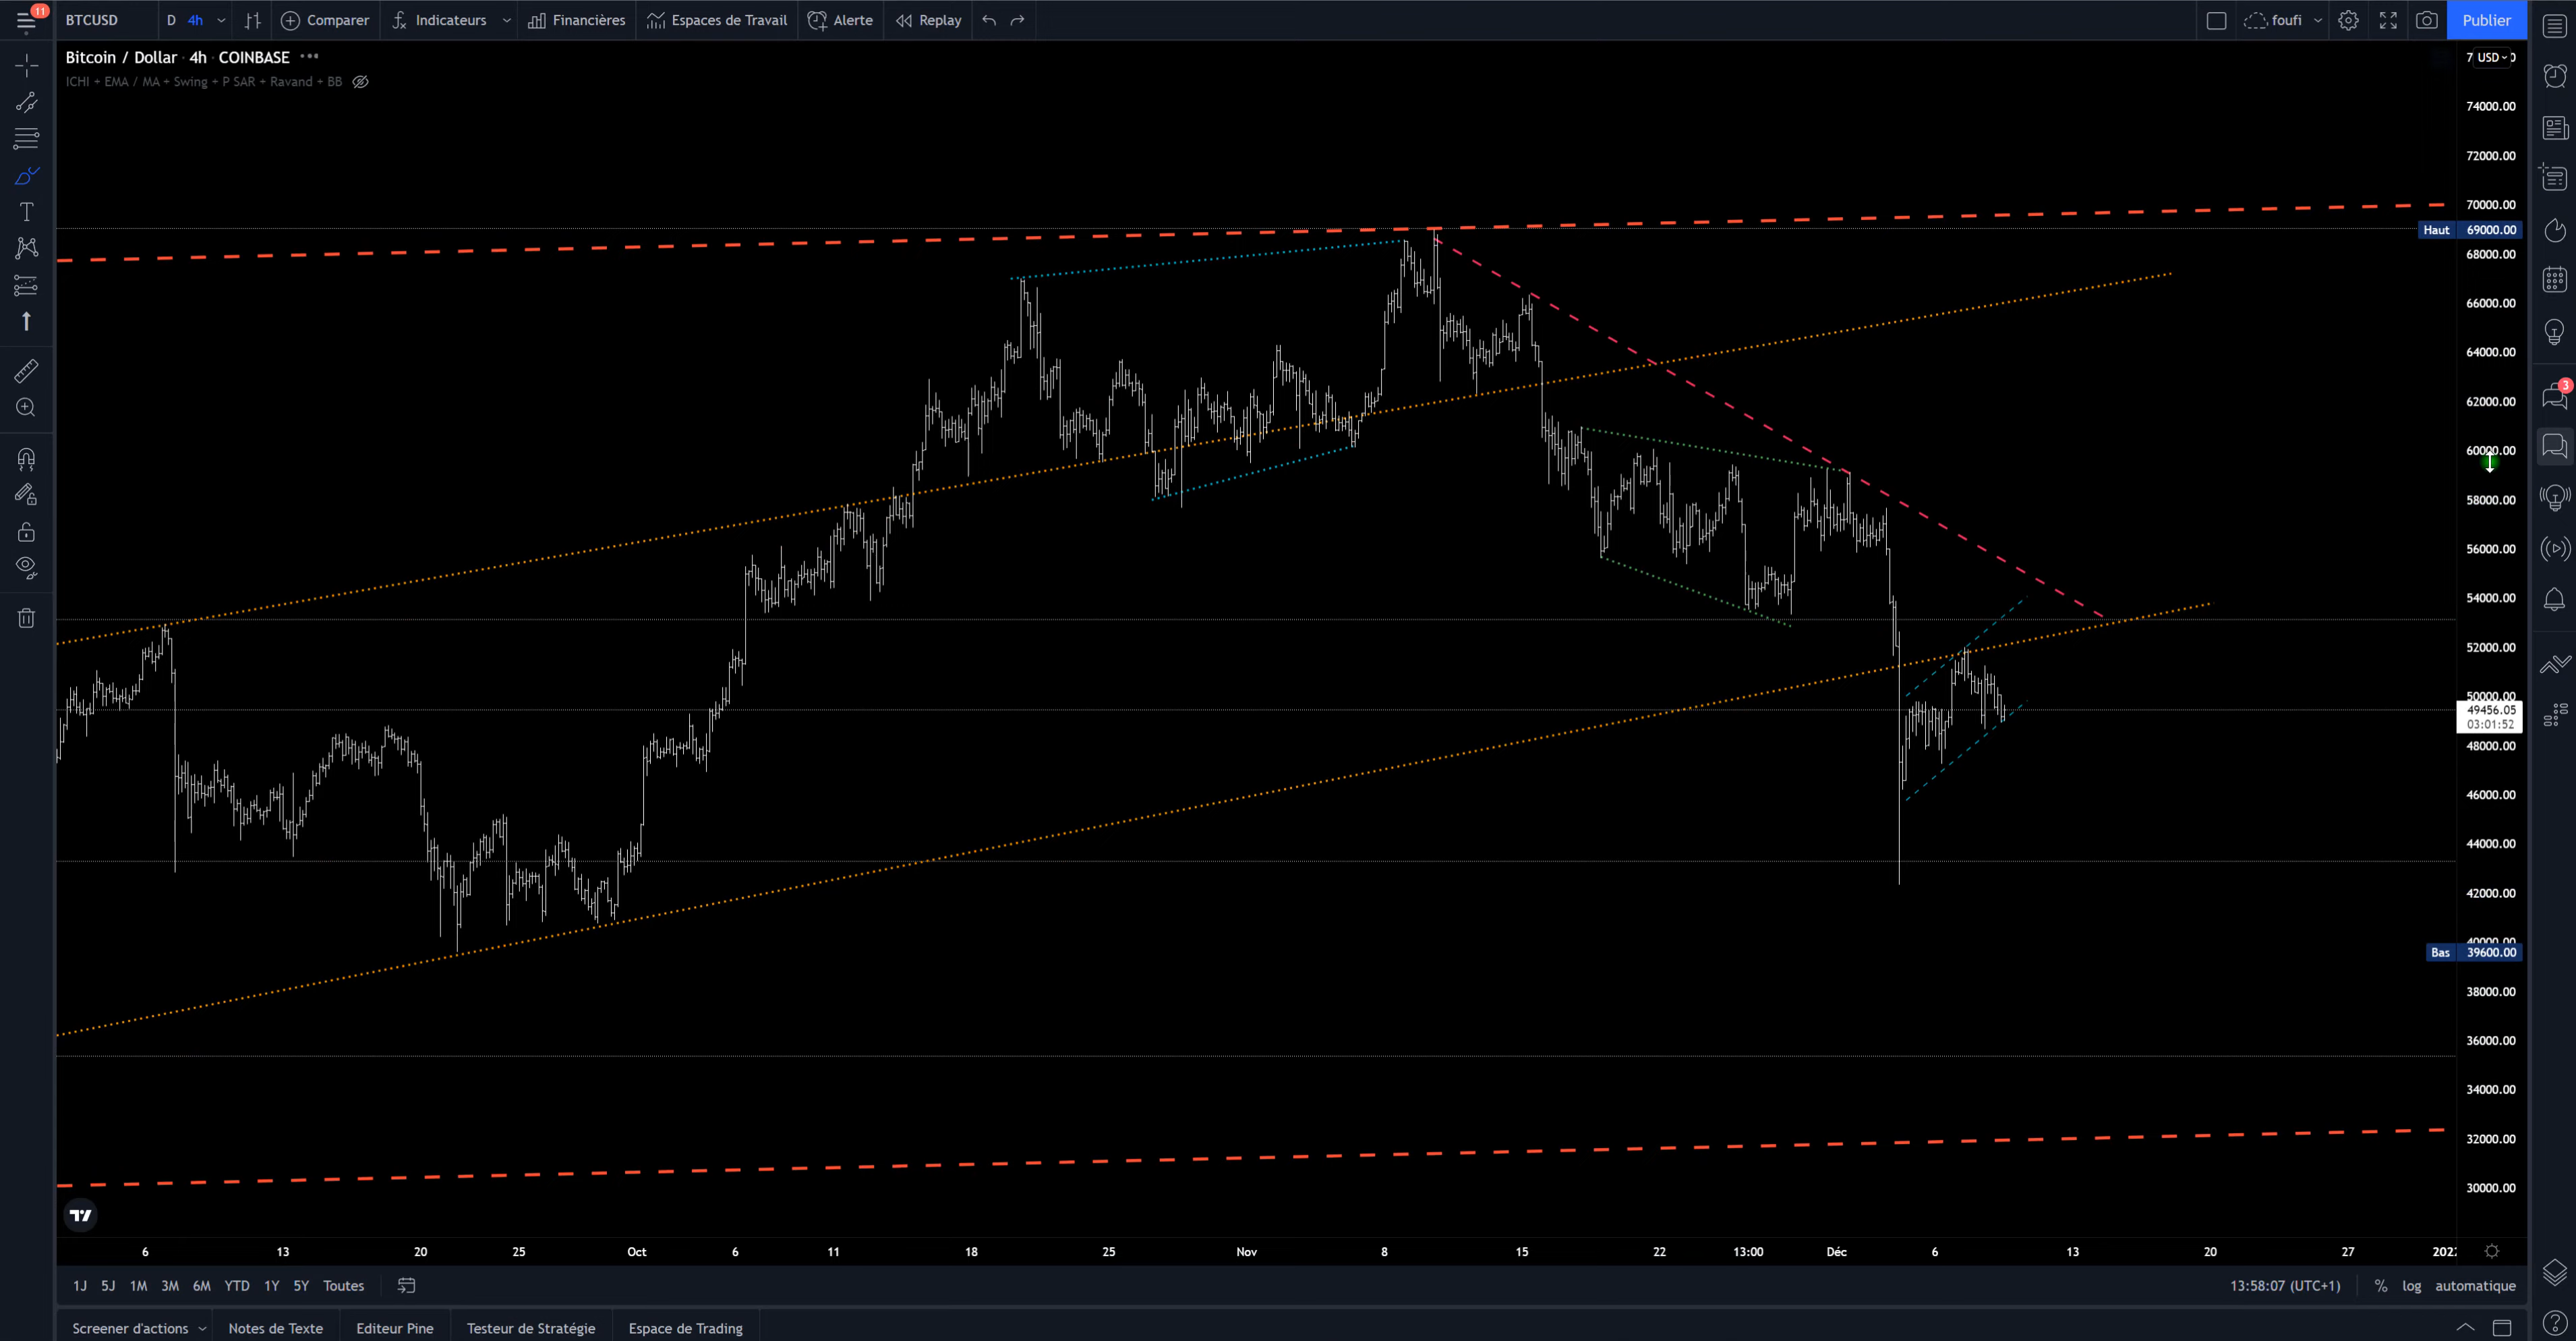 11 BTCUSD D 4h Comparer Indicateurs Financières Espaces de Travail Alerte Replay foufi Publier
Bitcoin / Dollar · 4h · COINBASE
ICHI + EMA / MA + Swing + P SAR + Ravand + BB
USD
74000.00
72000.00
70000.00
Haut 69000.00
68000.00
66000.00
64000.00
62000.00
3
60000.00
58000.00
56000.00
54000.00
52000.00
50000.00
49456.05
03:01:52
48000.00
46000.00
44000.00
42000.00
40000.00
Bas 39600.00
38000.00
36000.00
34000.00
32000.00
30000.00
6 13 20 25 Oct 6 11 18 25 Nov 8 15 22 13:00 Déc 6 13 20 27
1J 5J 1M 3M 6M YTD 1Y 5Y Toutes 13:58:07 (UTC+1) % log automatique
Screener d'actions Notes de Texte Editeur Pine Testeur de Stratégie Espace de Trading